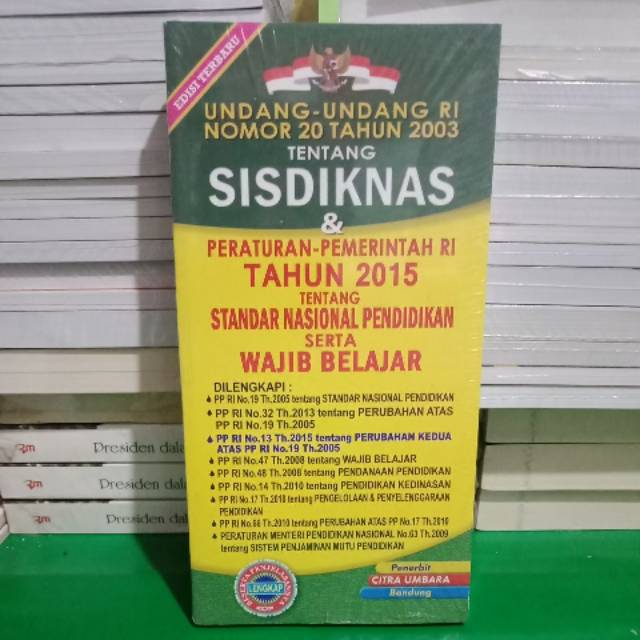 EDISI TERBARU
UNDANG-UNDANG RI
NOMOR 20 TAHUN 2003
TENTANG
SISDIKNAS
&
PERATURAN-PEMERINTAH RI
TAHUN 2015
TENTANG
STANDAR NASIONAL PENDIDIKAN
SERTA
WAJIB BELAJAR
DILENGKAPI :
PP RI No.19 Th.2005 tentang STANDAR NASIONAL PENDIDIKAN
PP RI No.32 Th.2013 tentang PERUBAHAN ATAS
PP RI No.19 Th.2005
PP RI No.13 Th.2015 tentang PERUBAHAN KEDUA
ATAS PP RI No.19 Th.2005
PP RI No.47 Th.2008 tentang WAJIB BELAJAR
PP RI No.48 Th.2008 tentang PENDANAAN PENDIDIKAN
PP RI No.14 Th.2010 tentang PENDIDIKAN KEDINASAN
PP RI No.17 Th.2010 tentang PENGELOLAAN & PENYELENGGARAAN
PENDIDIKAN
PP RI No.66 Th.2010 tentang PERUBAHAN ATAS PP No.17 Th.2010
PERATURAN MENTERI PENDIDIKAN NASIONAL No.63 Th.2009
tentang SISTEM PENJAMINAN MUTU PENDIDIKAN
BESERTA PENJELASANNYA
LENGKAP
Penerbit
CITRA UMBARA
Bandung
Presiden dal
Presiden dala
Presiden dala